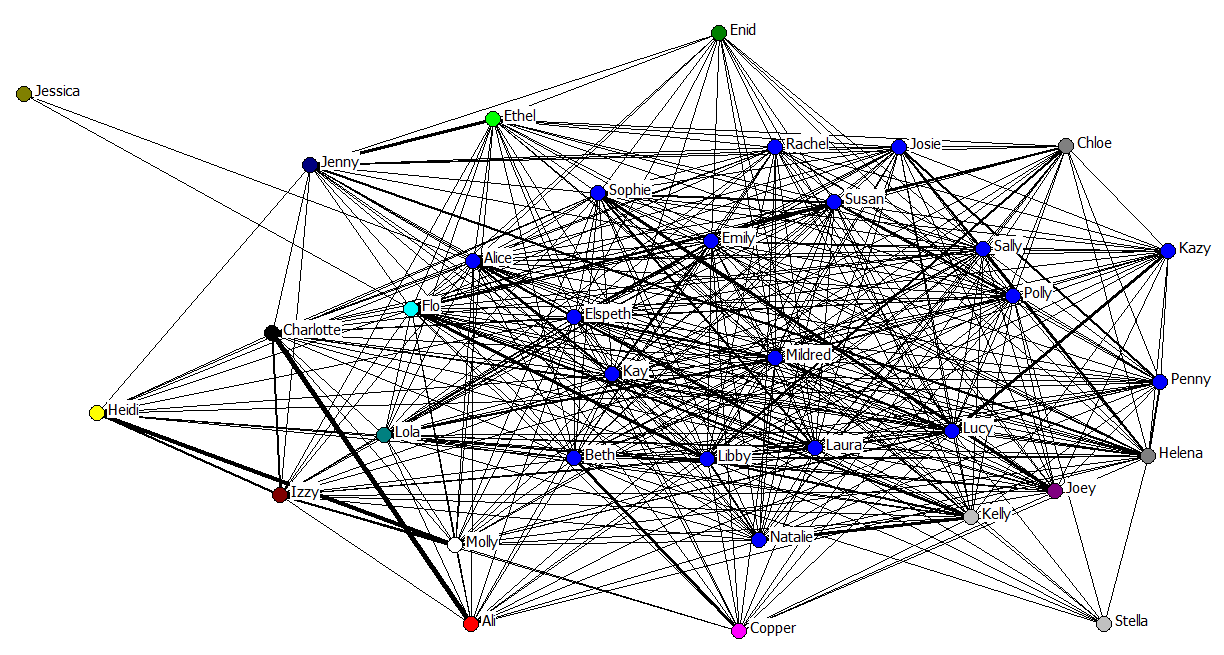 Enid
Jessica
Ethel
Rachel
Josie
Chloe
Jenny
Sophie
Susan
Emily
Sally
Kazy
Alice
Polly
Flo
Elspeth
Charlotte
Mildred
Kay
Penny
Heidi
Lola
Lucy
Laura
Beth
Libby
Helena
Joey
Izzy
Kelly
Natalie
Molly
Ali
Copper
Stella